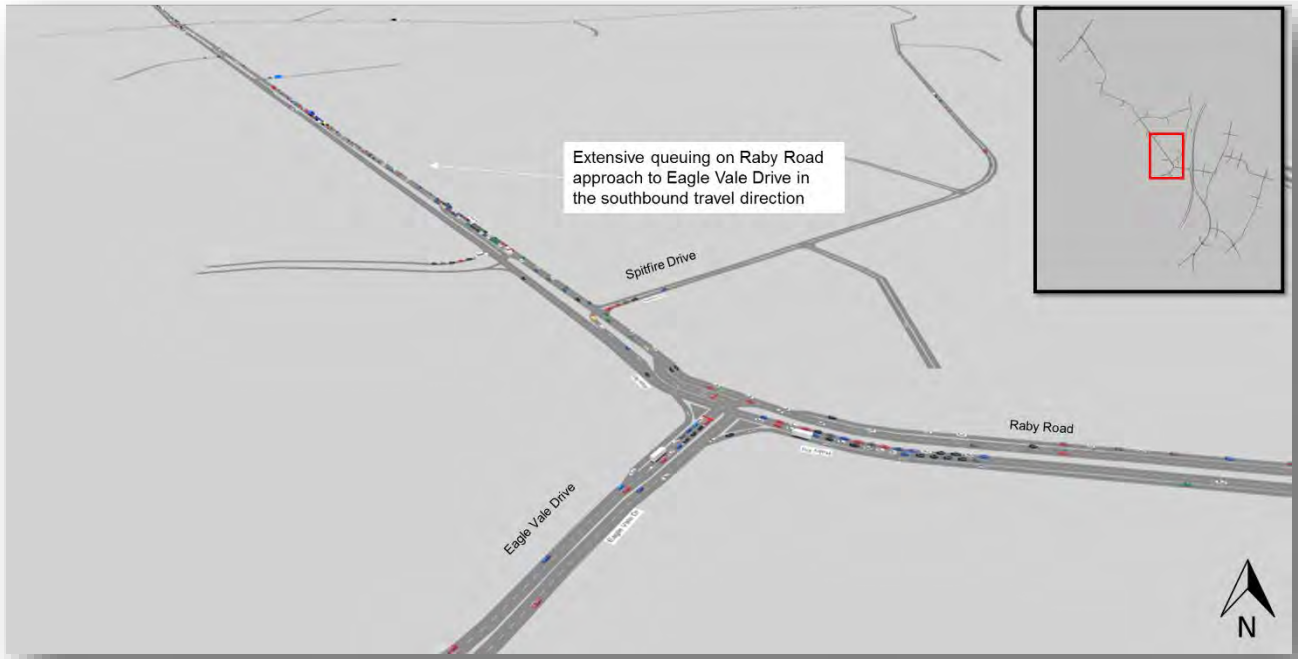 Extensive queuing on Raby Road
approach to Eagle Vale Drive in
the southbound travel direction
Spitfire Drive
Raby Road
Eagle Vale Drive
Eagle Vale Dr
N